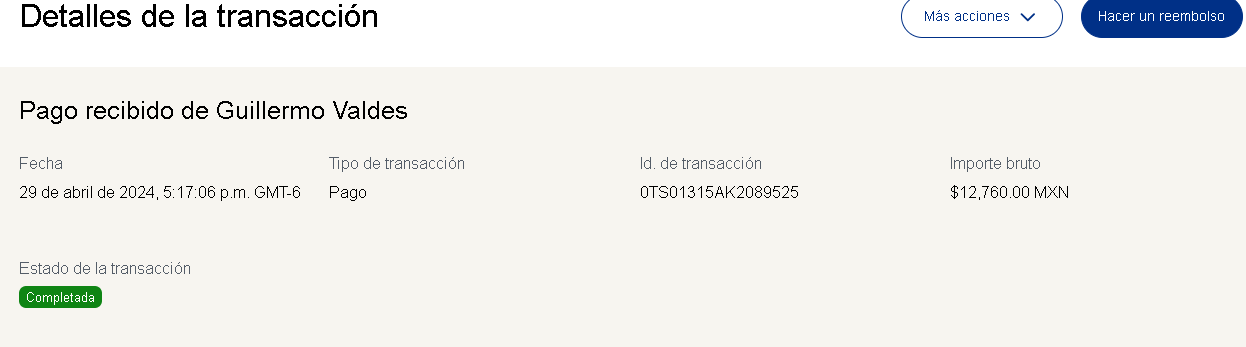 Detalles de la transacción
Más acciones
Hacer un reembolso
Pago recibido de Guillermo Valdes
Fecha
Tipo de transacción
Id. de transacción
Importe bruto
29 de abril de 2024, 5:17:06 p.m. GMT-6
Pago
0TS01315AK2089525
$12,760.00 MXN
Estado de la transacción
Completada